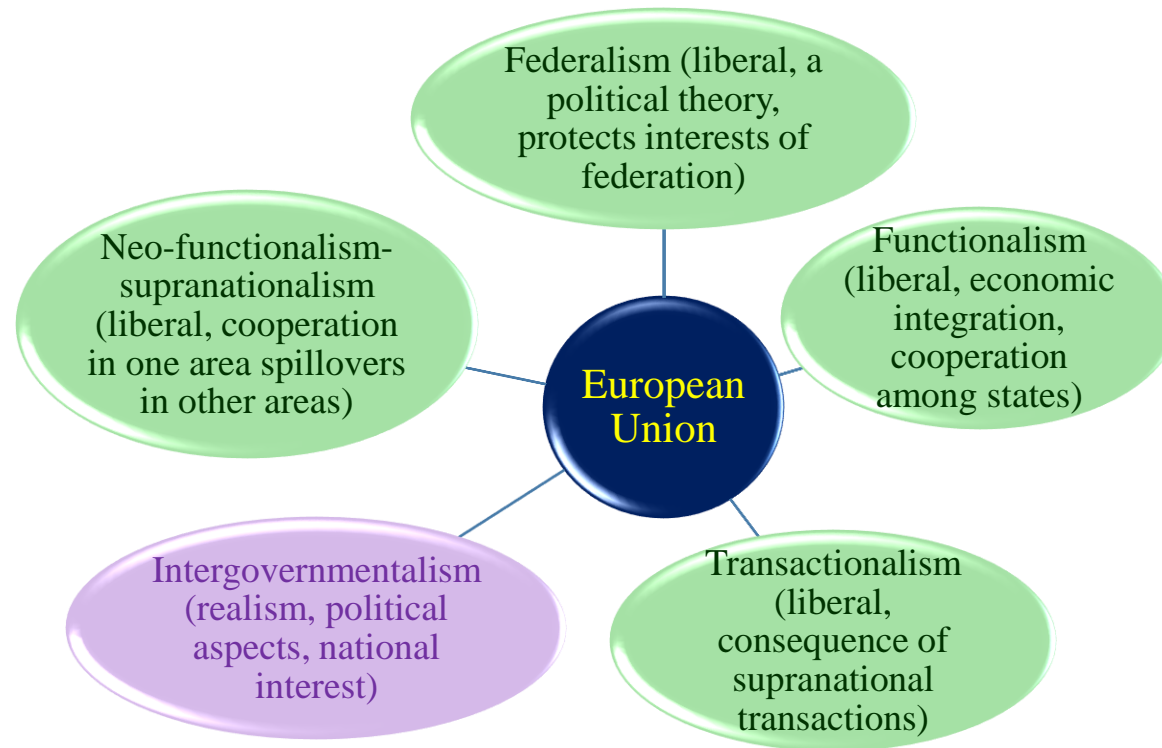 Federalism (liberal, a
political theory,
protects interests of
federation)
Neo-functionalism-
supranationalism
(liberal, cooperation
in one area spillovers
in other areas)
Functionalism
(liberal, economic
integration,
cooperation
among states)
European
Union
Intergovernmentalism
(realism, political
aspects, national
interest)
Transactionalism
(liberal,
consequence of
supranational
transactions)